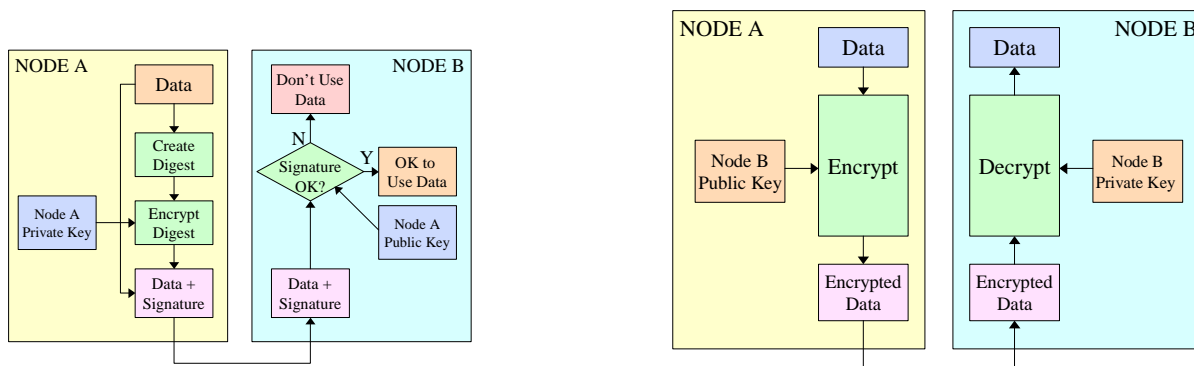 NODE A
Data
Create
Digest
Node A
Private Key
Encrypt
Digest
Data +
Signature
NODE B
Don't Use
Data
N
Signature
OK?
Y
OK to
Use Data
Node A
Public Key
Data +
Signature
NODE A
Data
Node B
Public Key
Encrypt
Encrypted
Data
NODE B
Data
Decrypt
Node B
Private Key
Encrypted
Data